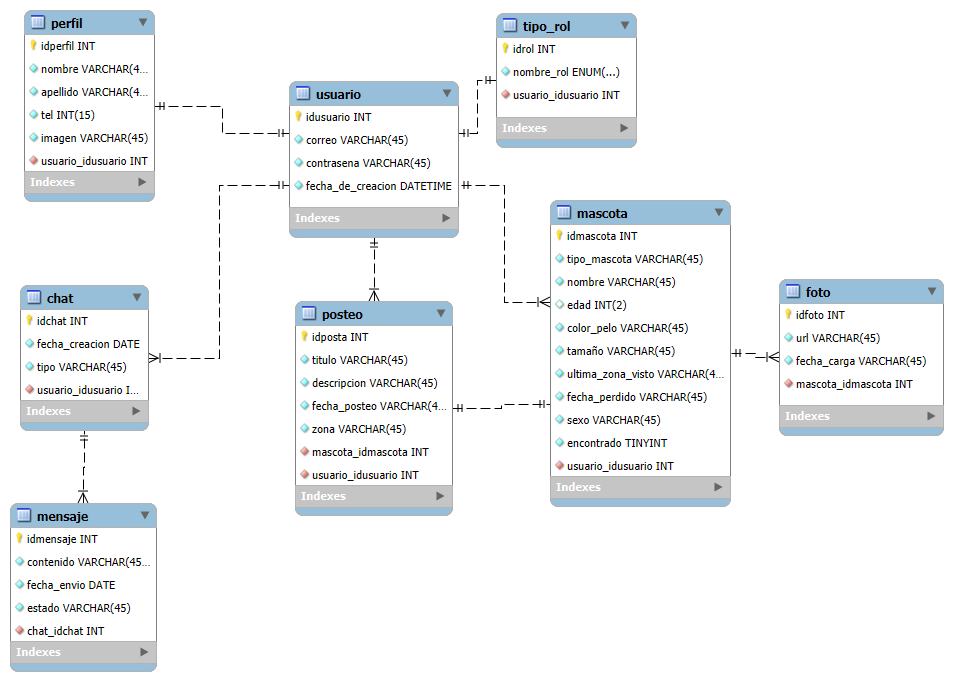 perfil
idperfil INT
nombre VARCHAR(4...
apellido VARCHAR(4...
tel INT(15)
imagen VARCHAR(45)
usuario_idusuario INT
Indexes
usuario
idusuario INT
correo VARCHAR(45)
contrasena VARCHAR(45)
fecha_de_creacion DATETIME
Indexes
tipo_rol
idrol INT
nombre_rol ENUM(...)
usuario_idusuario INT
Indexes
chat
idchat INT
fecha_creacion DATE
tipo VARCHAR(45)
usuario_idusuario I...
Indexes
posteo
idposta INT
titulo VARCHAR(45)
descripcion VARCHAR(45)
fecha_posteo VARCHAR(4...
zona VARCHAR(45)
mascota_idmascota INT
usuario_idusuario INT
Indexes
mascota
idmascota INT
tipo_mascota VARCHAR(45)
nombre VARCHAR(45)
edad INT(2)
color_pelo VARCHAR(45)
tamaño VARCHAR(45)
ultima_zona_visto VARCHAR(4...
fecha_perdido VARCHAR(45)
sexo VARCHAR(45)
encontrado TINYINT
usuario_idusuario INT
Indexes
foto
idfoto INT
url VARCHAR(45)
fecha_carga VARCHAR(45)
mascota_idmascota INT
Indexes
mensaje
idmensaje INT
contenido VARCHAR(45...
fecha_envio DATE
estado VARCHAR(45)
chat_idchat INT
Indexes